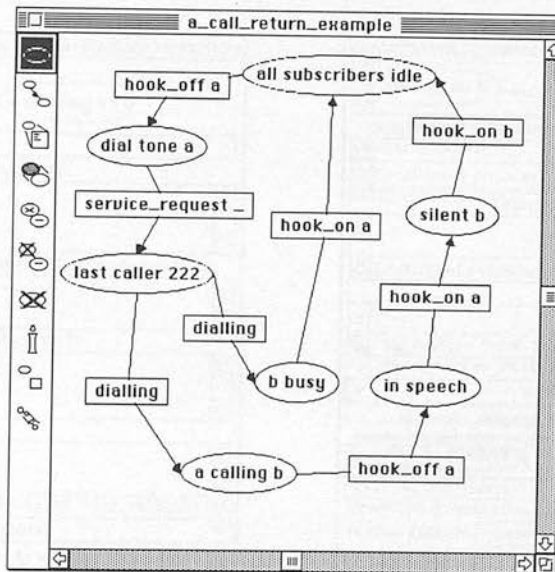 a_call_return_example
all subscribers idle
hook_off a
hook_on b
dial tone a
service_request _
hook_on a
silent b
last caller 222
hook_on a
dialling
dialling
b busy
in speech
a calling b
hook_off a